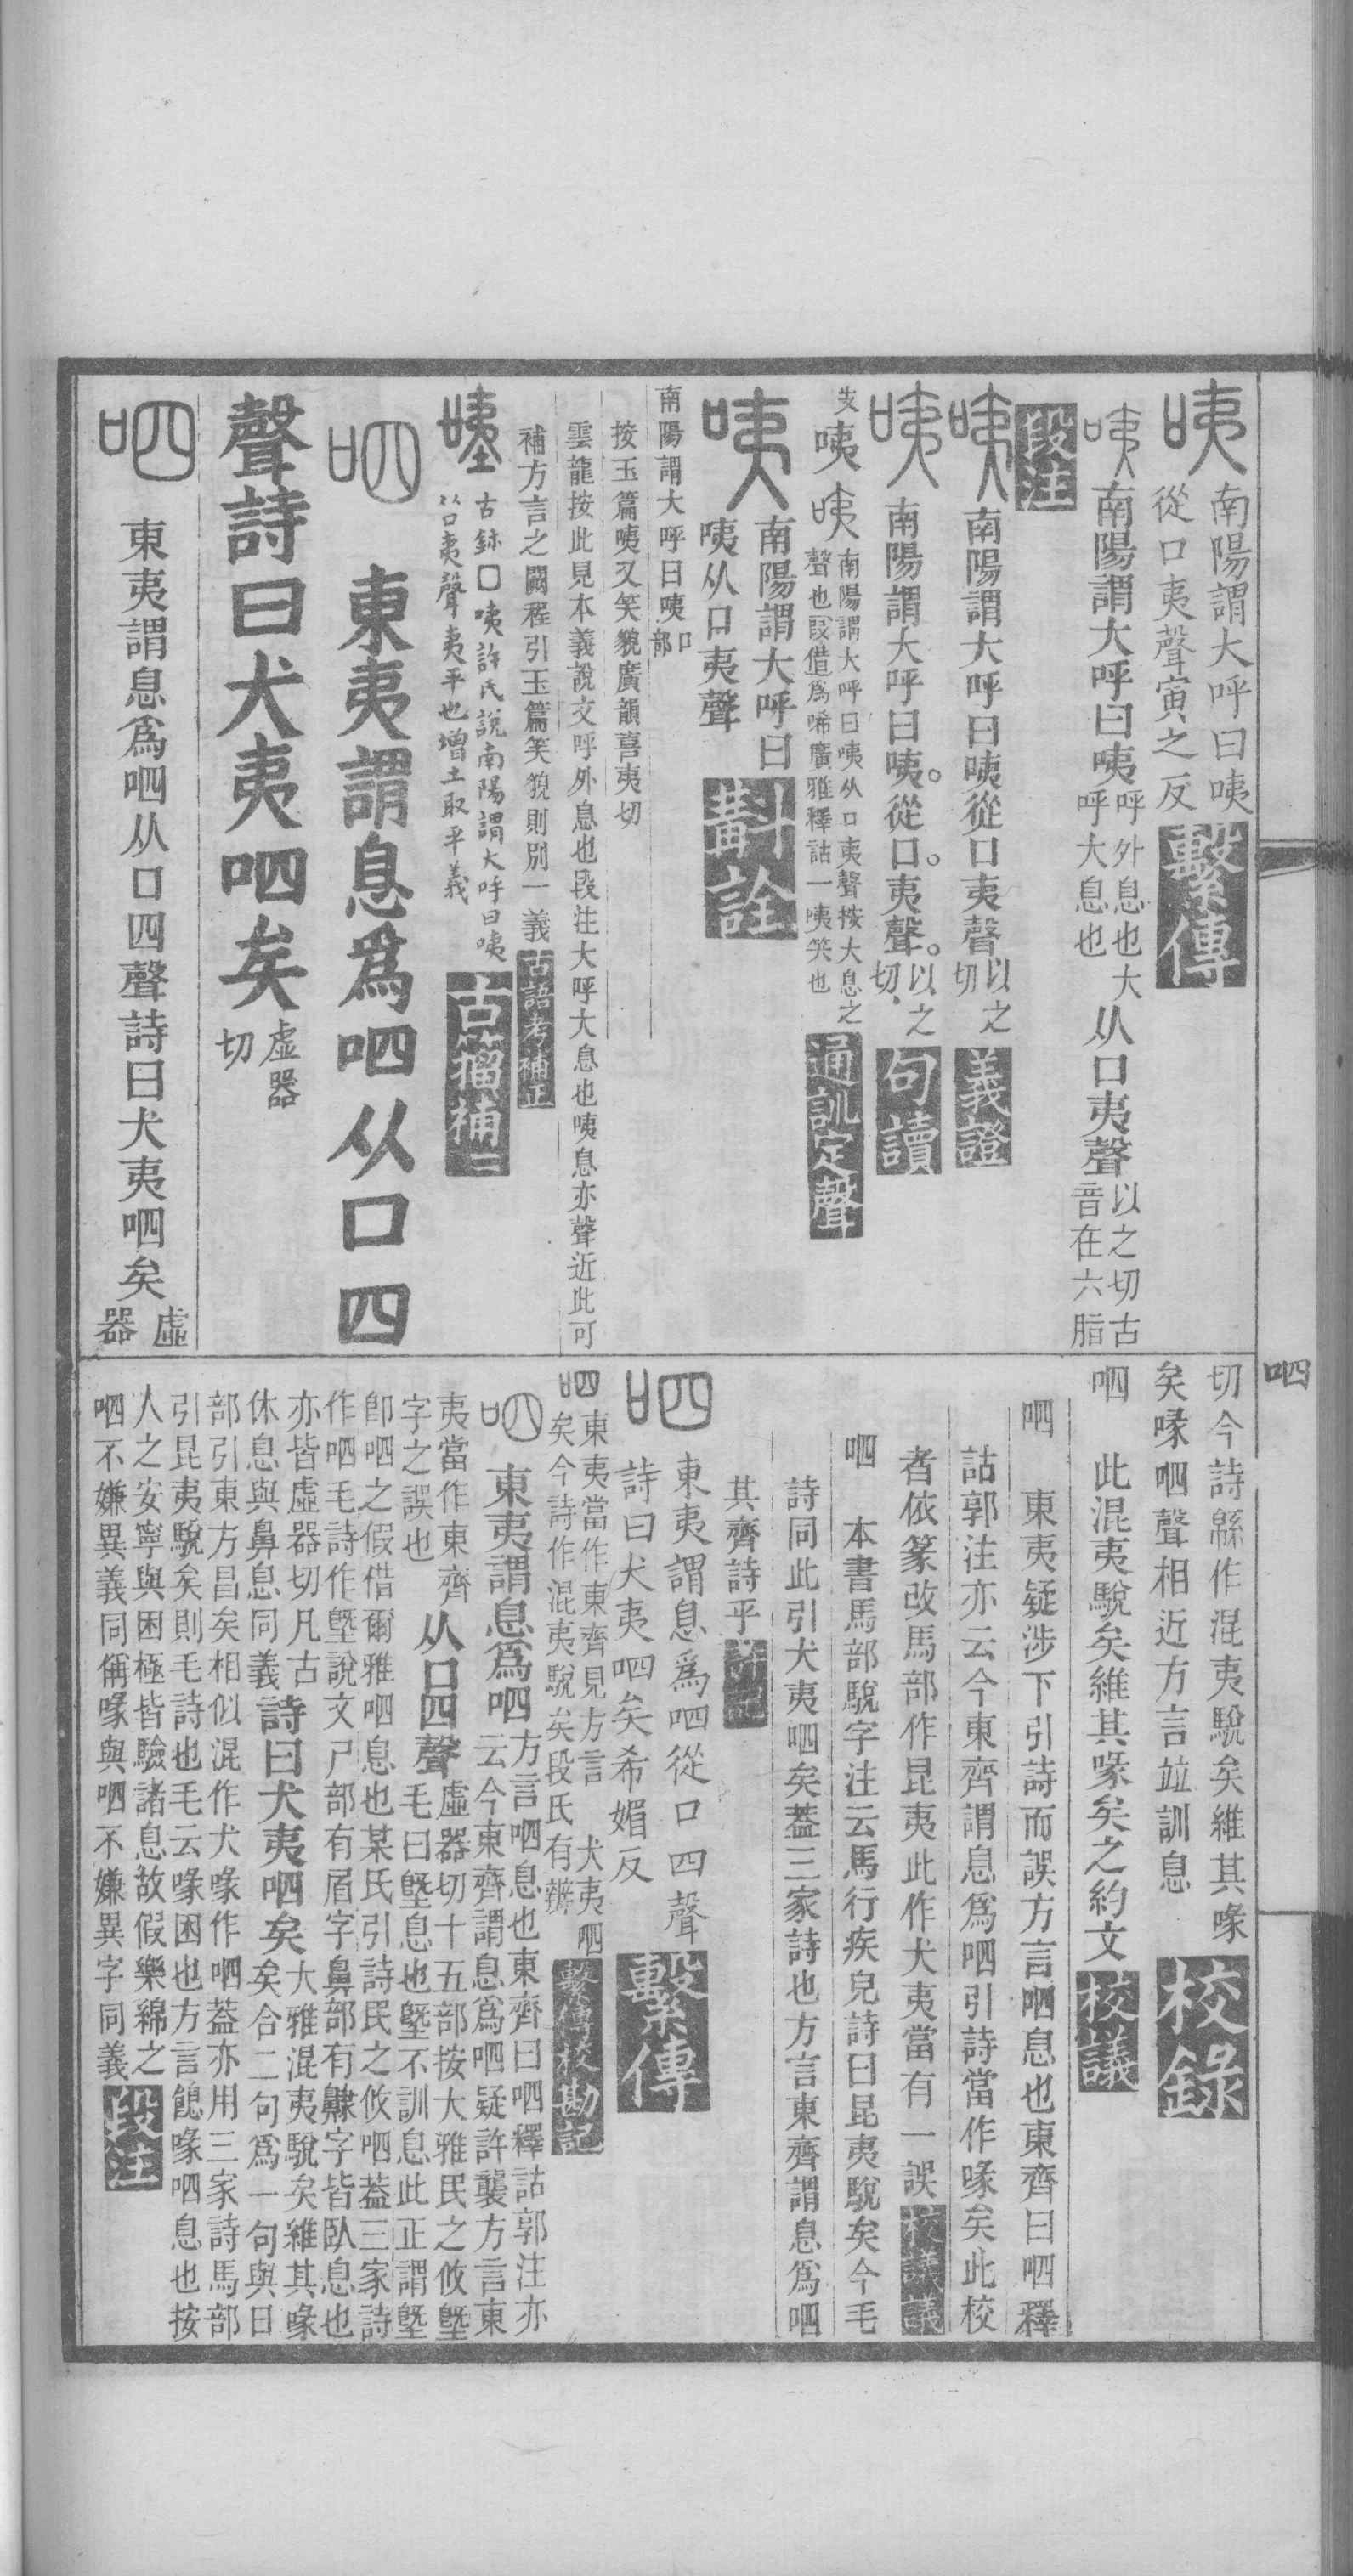 咦 南陽謂大呼曰咦
從口夷聲寅之反 繫傳
咦 南陽謂大呼曰咦 呼外息也大呼大息也 从口夷聲 以之切古音在六脂
段注
咦 南陽謂大呼曰咦從口夷聲 以之切 義證
咦 南陽謂大呼曰咦。從口。夷聲。以之切、 句讀
咦 咦 南陽謂大呼曰咦从口夷聲按大息之
聲也叚借爲唏廣雅釋詁一咦笑也 通訓定聲
咦 南陽謂大呼曰
咦从口夷聲 斠詮
南陽謂大呼曰咦 口部
按玉篇咦又笑貌廣韻喜夷切
雲龍按此見本義說文呼外息也段注大呼大息也咦息亦聲近此可
補方言之闕程引玉篇笑貌則別一義 古語考補正
古鉥口咦許氏說南陽謂大呼曰咦
从口夷聲夷平也增土取平義 古籀補二
呬 東夷謂息爲呬从口四
聲詩曰犬夷呬矣 虛器切
呬 東夷謂息爲呬从口四聲詩曰犬夷呬矣 虛器
呬
切今詩緜作混夷駾矣維其喙
矣喙呬聲相近方言竝訓息 校錄
呬 此混夷駾矣維其喙矣之約文 校議
呬 東夷疑涉下引詩而誤方言呬息也東齊曰呬釋
詁郭注亦云今東齊謂息爲呬引詩當作喙矣此校
者依篆改馬部作昆夷此作犬夷當有一誤 校議議
呬 本書馬部駾字注云馬行疾皃詩曰昆夷駾矣今毛
詩同此引犬夷呬矣葢三家詩也方言東齊謂息爲呬
其齊詩乎
呬 東夷謂息爲呬從口四聲
詩曰犬夷呬矣希媚反 繫傳
呬 東夷當作東齊見方言 犬夷呬
矣今詩作混夷駾矣段氏有辨 繫傳校勘記
呬 東夷謂息爲呬 方言呬息也東齊曰呬釋詁郭注亦
云今東齊謂息爲呬疑許襲方言東
夷當作東齊
字之誤也 从口四聲 虛器切十五部按大雅民之攸塈
毛曰塈息也塈不訓息此正謂塈
卽呬之假借爾雅呬息也某氏引詩民之攸呬葢三家詩
作呬毛詩作塈說文尸部有眉字鼻部有齂字皆臥息也
亦皆虛器切凡古
休息與鼻息同義 詩曰犬夷呬矣 大雅混夷駾矣維其喙
矣合二句爲一句與日
部引東方昌矣相似混作犬喙作呬葢亦用三家詩馬部
引昆夷駾矣則毛詩也毛云喙困也方言䭒喙呬息也按
人之安寧與困極皆驗諸息故假樂綿之
呬不嫌異義同偁喙與呬不嫌異字同義 段注